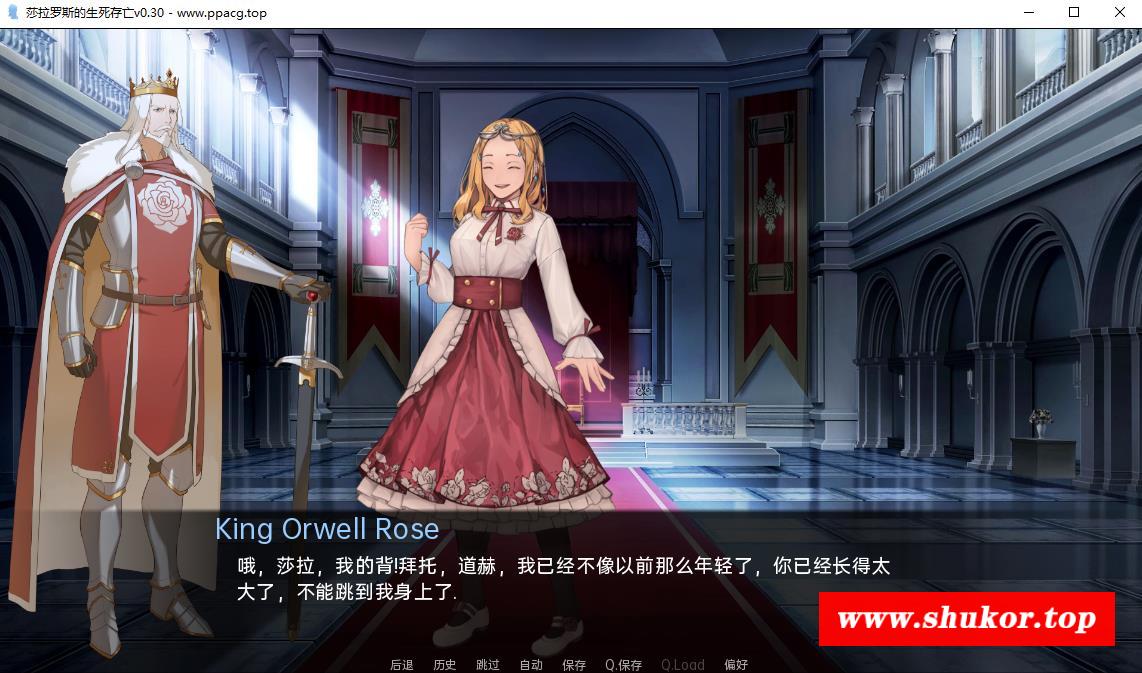 莎拉罗斯的生死存亡v0.30 - www.ppacg.top
King Orwell Rose
哦，莎拉，我的背!拜托，道赫，我已经不像以前那么年轻了，你已经长得太
大了，不能跳到我身上了.
www.shukor.top
后退 历史 跳过 自动 保存 Q.保存 Q.Load 偏好